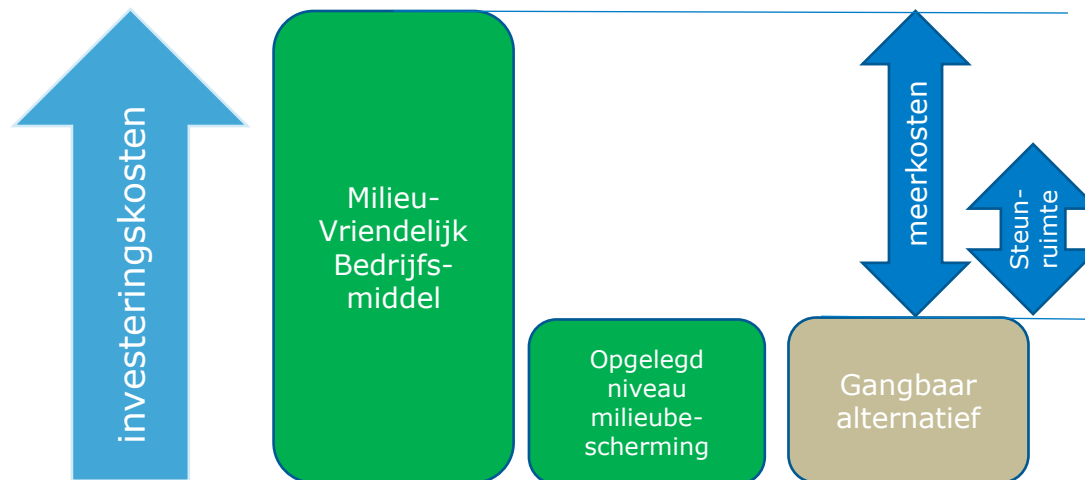 investeringskosten
Milieu-
Vriendelijk
Bedrijfs-
middel
Opgelegd
niveau
milieube-
scherming
Gangbaar
alternatief
meerkosten
Steun-
ruimte